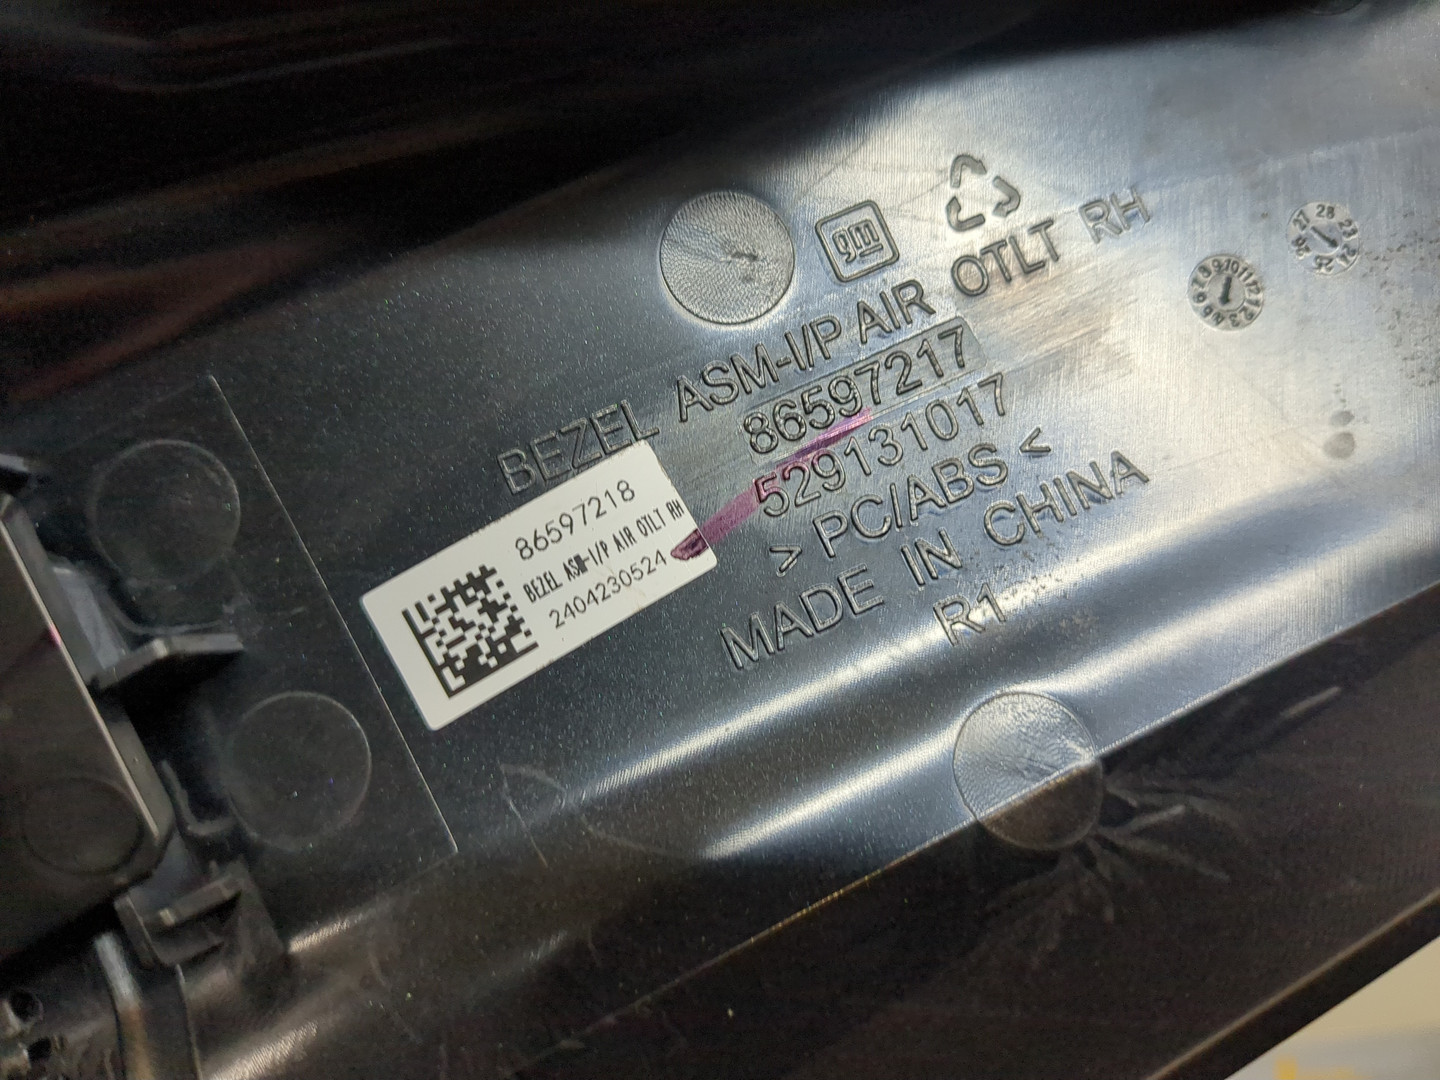 gm
BEZEL ASM-I/P AIR OTLT RH
86597217
529131017
> PC/ABS <
MADE IN CHINA
R1
86597218
BEZEL ASM-I/P AIR OTLT RH
2404230524